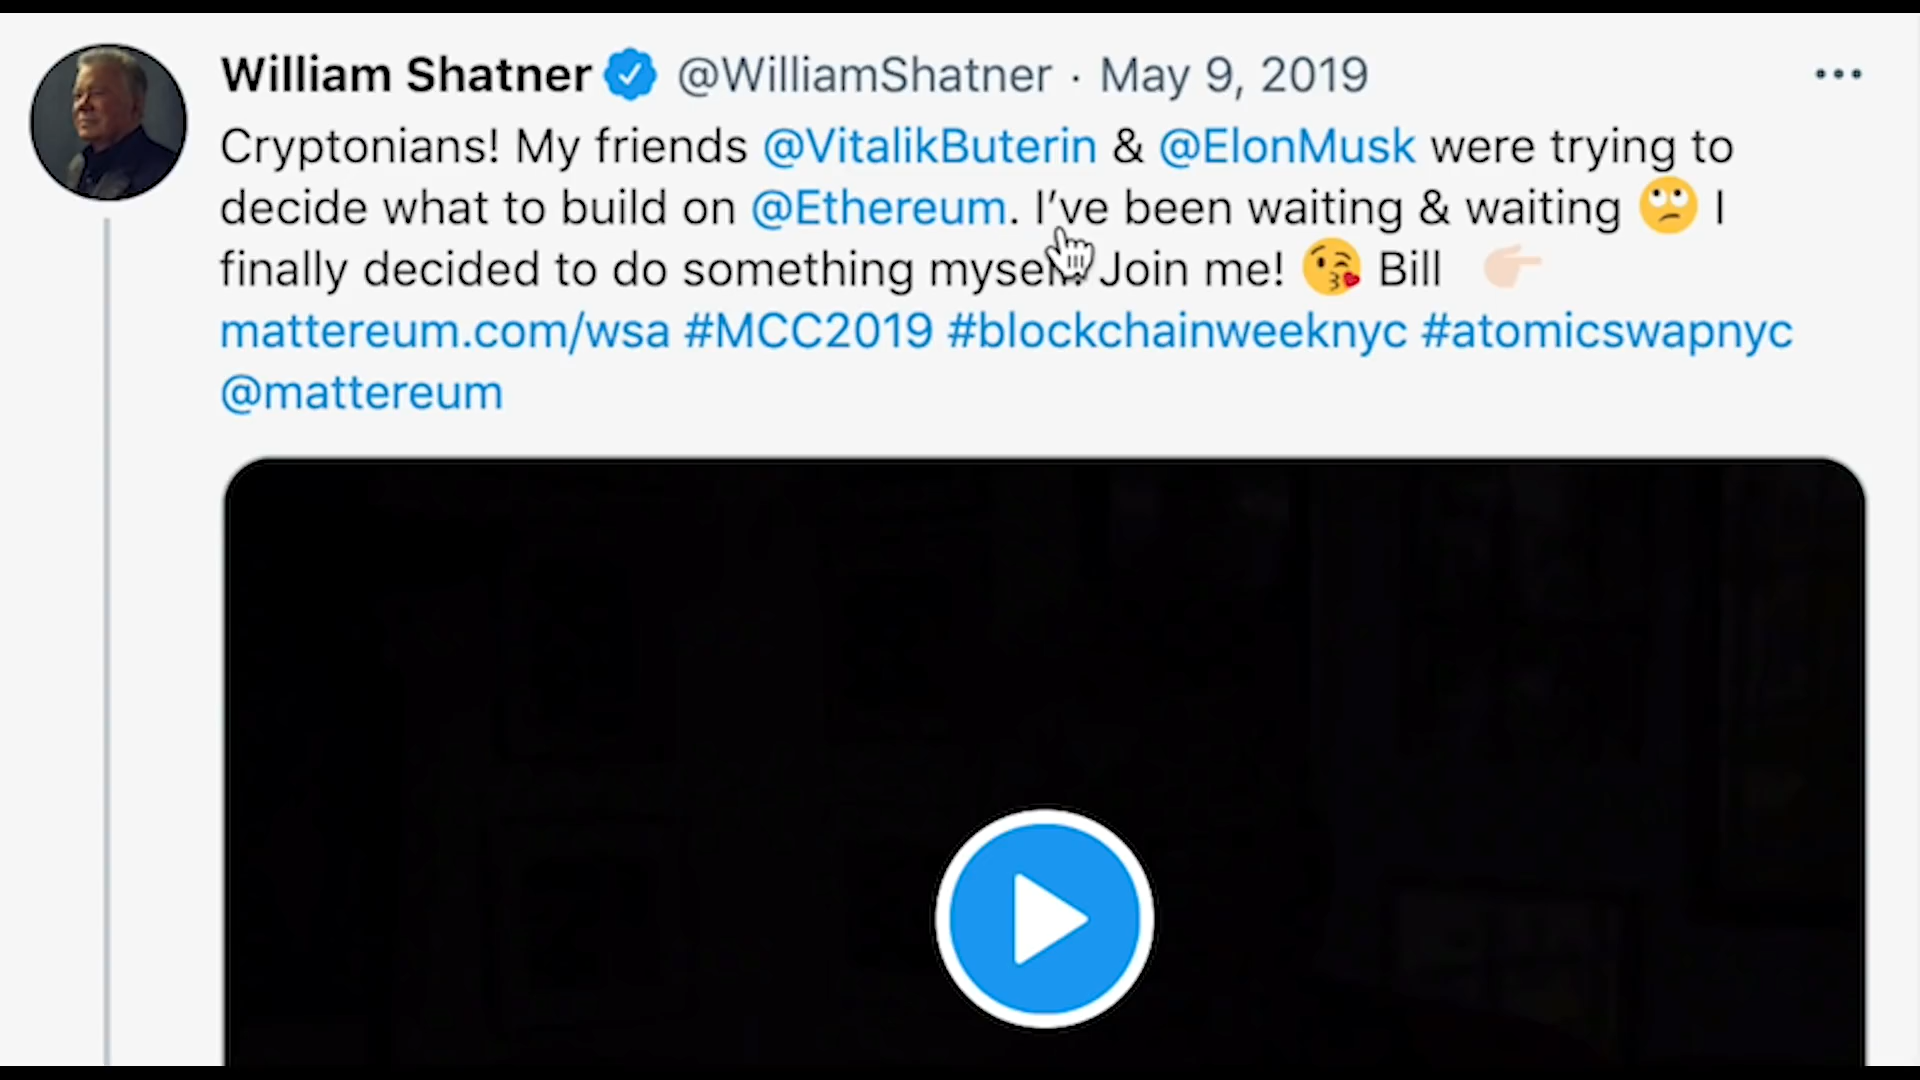 William Shatner @WilliamShatner · May 9, 2019
Cryptonians! My friends @VitalikButerin & @ElonMusk were trying to
decide what to build on @Ethereum. I’ve been waiting & waiting 🙄 I
finally decided to do something myself. Join me! 😘 Bill 👉🏻
mattereum.com/wsa #MCC2019 #blockchainweeknyc #atomicswapnyc
@mattereum